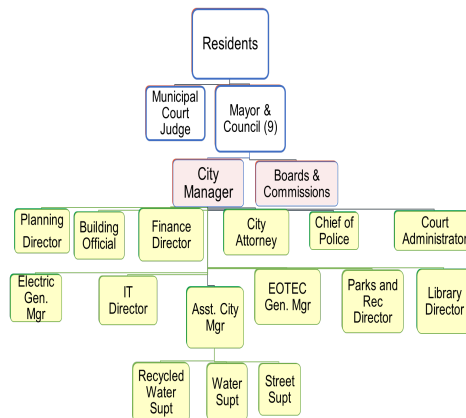 Residents
Municipal
Court
Judge
Mayor &
Council (9)
City
Manager
Boards &
Commissions
Planning
Director
Building
Official
Finance
Director
City
Attorney
Chief of
Police
Court
Administrator
Electric
Gen.
Mgr
IT
Director
Asst. City
Mgr
EOTEC
Gen. Mgr
Parks and
Rec
Director
Library
Director
Recycled
Water
Supt
Water
Supt
Street
Supt